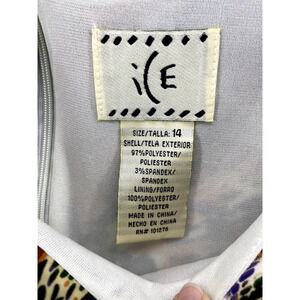 iCE
SIZE/TALLA: 14
SHELL/TELA EXTERIOR
97%POLYESTER/
POLIESTER
3%SPANDEX/
SPANDEX
LINING/FORRO
100%POLYESTER/
POLIESTER
MADE IN CHINA/
HECHO EN CHINA
RN# 101276